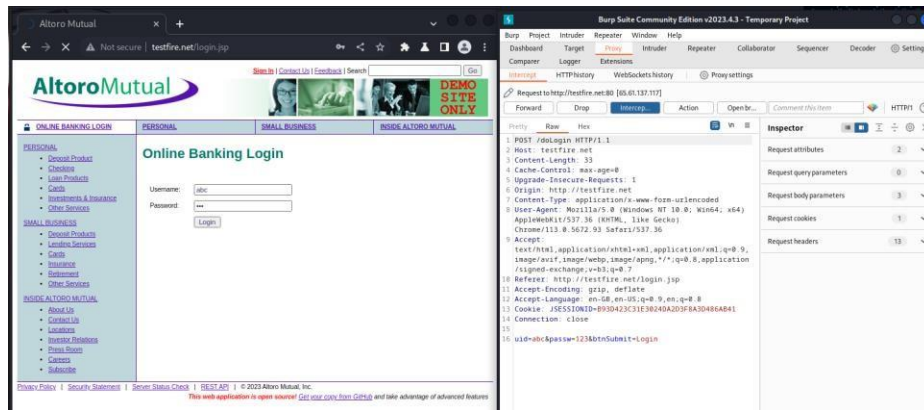 Altoro Mutual
Not secure | testfire.net/login.jsp
AltoroMutual
Sign In | Contact Us | Feedback | Search
Go
DEMO
SITE
ONLY
ONLINE BANKING LOGIN
PERSONAL
SMALL BUSINESS
INSIDE ALTORO MUTUAL
PERSONAL
Deposit Product
Checking
Loan Products
Cards
Investments & Insurance
Other Services
SMALL BUSINESS
Deposit Products
Lending Services
Cards
Insurance
Retirement
Other Services
INSIDE ALTORO MUTUAL
About Us
Contact Us
Locations
Investor Relations
Press Room
Careers
Subscribe
Online Banking Login
Username:
abc
Password:
Login
Privacy Policy | Security Statement | Server Status Check | REST API | © 2023 Altoro Mutual, Inc.
This web application is open source! Get your copy from GitHub and take advantage of advanced features
Burp Suite Community Edition v2023.4.3 - Temporary Project
Burp Project Intruder Repeater Window Help
Dashboard Target Proxy Intruder Repeater Collaborator Sequencer Decoder Setting
Comparer Logger Extensions
Intercept HTTP history WebSockets history Proxy settings
Request to http://testfire.net:80 [65.61.137.117]
Forward Drop Intercep... Action Open br... Comment this item HTTP/1
Pretty Raw Hex
1 POST /doLogin HTTP/1.1
2 Host: testfire.net
3 Content-Length: 33
4 Cache-Control: max-age=0
5 Upgrade-Insecure-Requests: 1
6 Origin: http://testfire.net
7 Content-Type: application/x-www-form-urlencoded
8 User-Agent: Mozilla/5.0 (Windows NT 10.0; Win64; x64)
AppleWebKit/537.36 (KHTML, like Gecko)
Chrome/113.0.5672.93 Safari/537.36
9 Accept:
text/html,application/xhtml+xml,application/xml;q=0.9,
image/avif,image/webp,image/apng,*/*;q=0.8,application
/signed-exchange;v=b3;q=0.7
10 Referer: http://testfire.net/login.jsp
11 Accept-Encoding: gzip, deflate
12 Accept-Language: en-GB,en-US;q=0.9,en;q=0.8
13 Cookie: JSESSIONID=B93D423C31E3024DA2D3F8A3D486AB41
14 Connection: close
15
16 uid=abc&passw=123&btnSubmit=Login
Inspector
Request attributes 2
Request query parameters 0
Request body parameters 3
Request cookies 1
Request headers 13